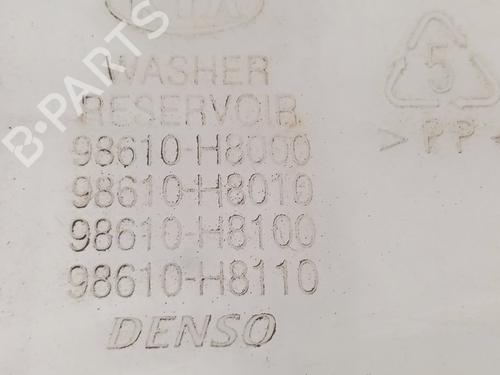 WASHER
RESERVOIR
98610-H8000
98610-H8010
98610-H8100
98610-H8110
DENSO
5
>PP<
B-PARTS